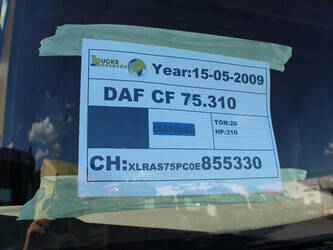 TRUCKS
Year:15-05-2009
DAF CF 75.310
MANUAL
TON:26
HP:310
CH:XLRAS75PC0E855330